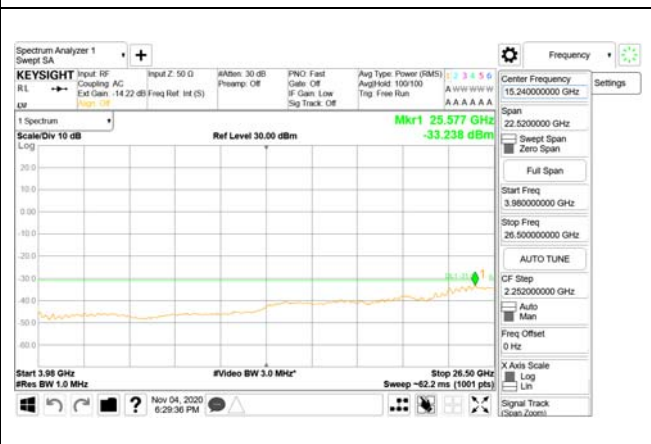 Spectrum Analyzer 1
Swept SA
Frequency
KEYSIGHT
Input: RF
Coupling: AC
Ext Gain: -14.22 dB
Align: Off
Input Z: 50 Ω
Freq Ref: Int (S)
#Atten: 30 dB
Preamp: Off
PNO: Fast
Gate: Off
IF Gain: Low
Sig Track: Off
Avg Type: Power (RMS)
Avg|Hold: 100/100
Trig: Free Run
1 2 3 4 5 6
A W W W W W
A A A A A A
R L
1 Spectrum
Scale/Div 10 dB
Log
Ref Level 30.00 dBm
Mkr1 25.577 GHz
-33.238 dBm
20.0
10.0
0.00
-10.0
-20.0
-30.0
-40.0
-50.0
-60.0
1
Start 3.98 GHz
#Res BW 1.0 MHz
#Video BW 3.0 MHz*
Stop 26.50 GHz
Sweep ~62.2 ms (1001 pts)
Nov 04, 2020
6:29:36 PM
Center Frequency
15.240000000 GHz
Settings
Span
22.5200000 GHz
Swept Span
Zero Span
Full Span
Start Freq
3.980000000 GHz
Stop Freq
26.500000000 GHz
AUTO TUNE
CF Step
2.252000000 GHz
Auto
Man
Freq Offset
0 Hz
X Axis Scale
Log
Lin
Signal Track
(Span Zoom)